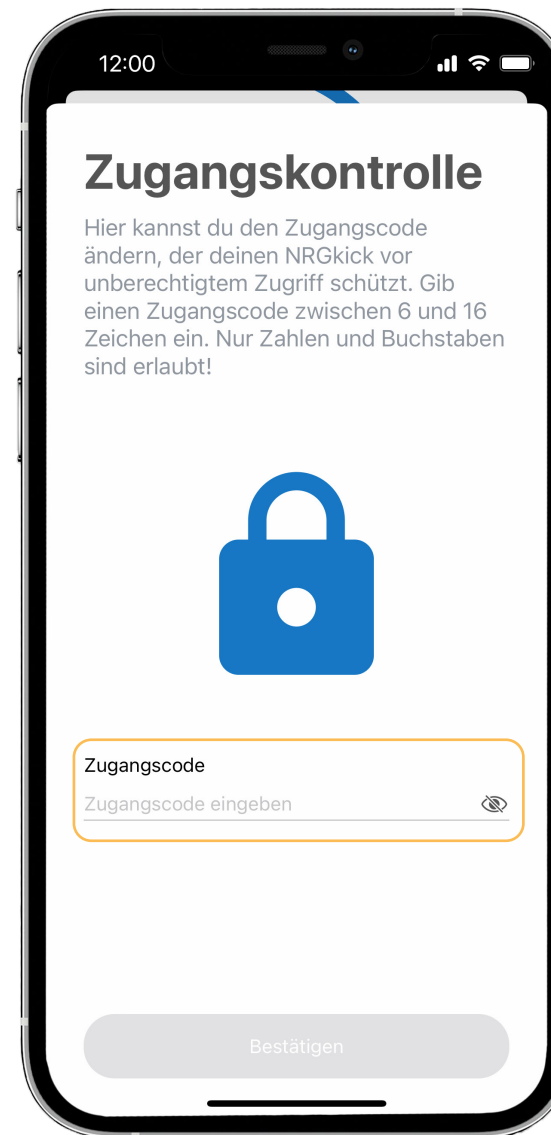 12:00
Zugangskontrolle
Hier kannst du den Zugangscode
ändern, der deinen NRGkick vor
unberechtigtem Zugriff schützt. Gib
einen Zugangscode zwischen 6 und 16
Zeichen ein. Nur Zahlen und Buchstaben
sind erlaubt!
Zugangscode
Zugangscode eingeben
Bestätigen